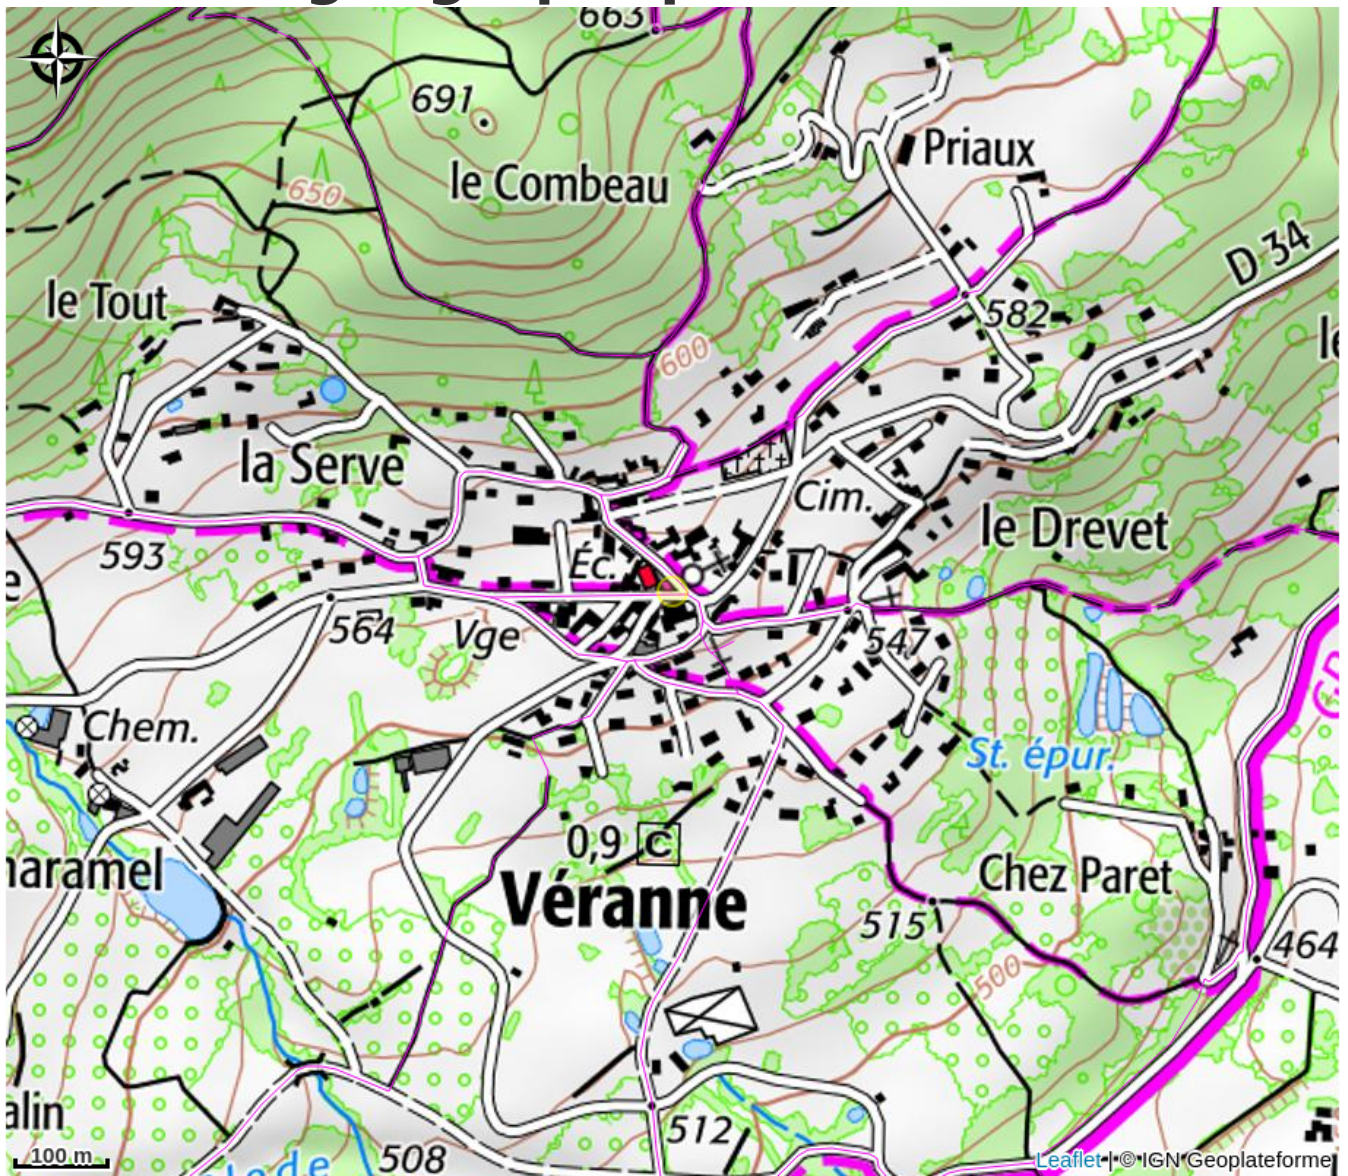 663
691
Priaux
le Combeau
650
D 34
le Tout
582
600
la Serve
Cim.
le Drevet
593
Éc.
564
Vge
547
Chem.
St. épur.
0,9 C
Chez Paret
Véranne
515
464
500
512
508
100 m
Leaflet | © IGN Geoplateforme